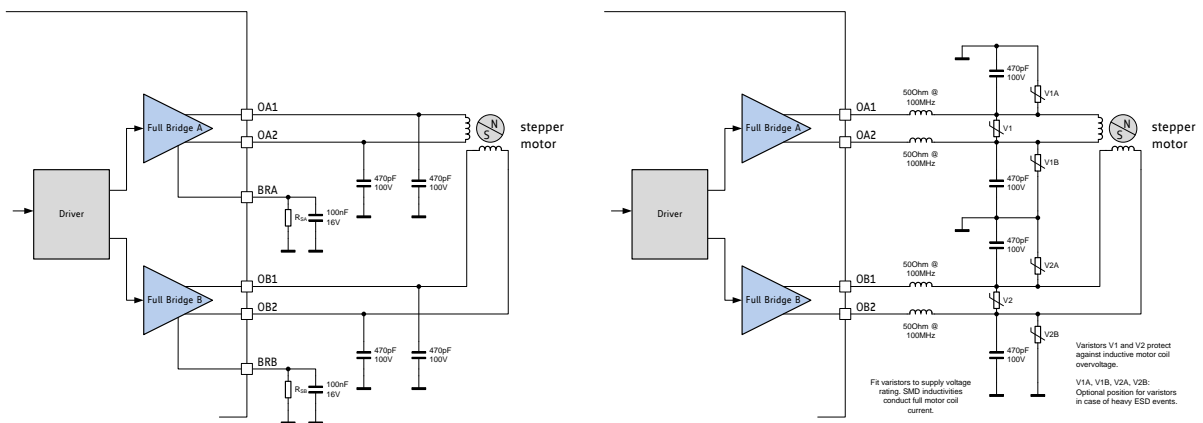 OA1
Full Bridge A
OA2
N
S
stepper
motor
470pF
100V
470pF
100V
BRA
Driver
RSA
100nF
16V
OB1
Full Bridge B
OB2
470pF
100V
470pF
100V
BRB
RSB
100nF
16V
470pF
100V
V1A
50Ohm @
100MHz
OA1
V1
Full Bridge A
OA2
N
S
stepper
motor
50Ohm @
100MHz
V1B
470pF
100V
Driver
470pF
100V
V2A
50Ohm @
100MHz
OB1
Full Bridge B
V2
OB2
50Ohm @
100MHz
V2B
470pF
100V
Fit varistors to supply voltage
rating. SMD inductivities
conduct full motor coil
current.
Varistors V1 and V2 protect
against inductive motor coil
overvoltage.
V1A, V1B, V2A, V2B:
Optional position for varistors
in case of heavy ESD events.